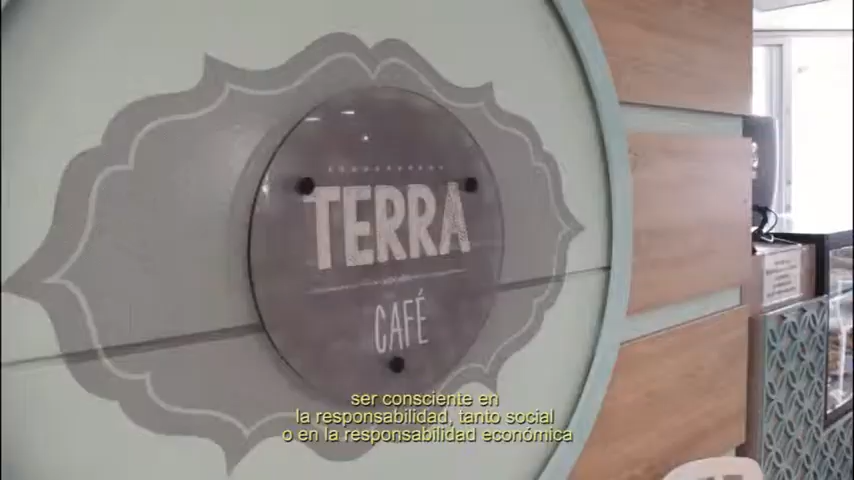 TERRA
CAFÉ
ser consciente en
la responsabilidad, tanto social
o en la responsabilidad económica